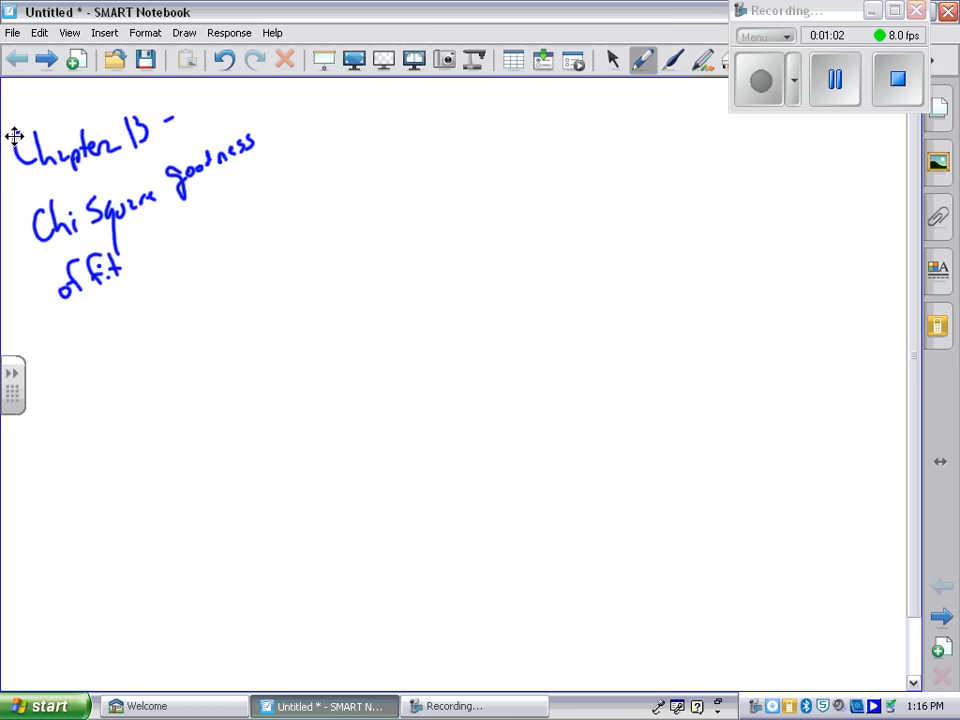 Untitled * - SMART Notebook
Recording...
File Edit View Insert Format Draw Response Help
Menu 0:01:02 8.0 fps
Chapter 13 -
Chi Square goodness
of fit
start Welcome Untitled * - SMART N... Recording... 1:16 PM